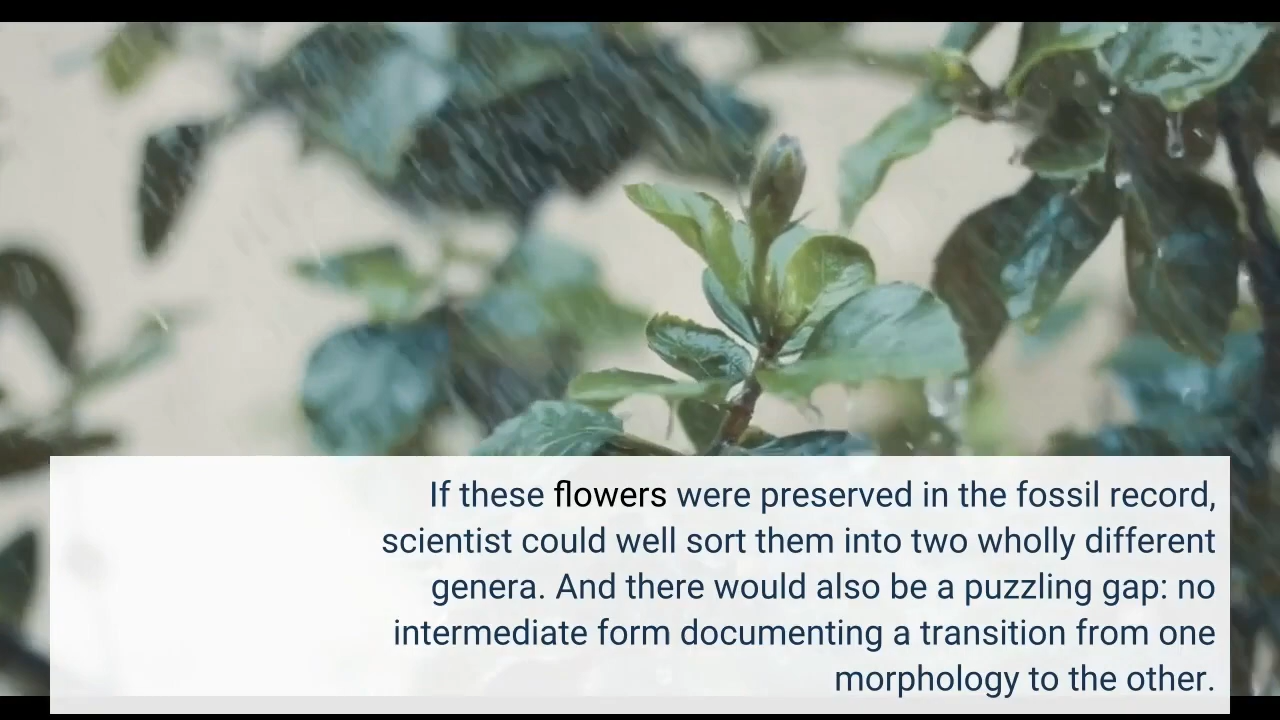 If these flowers were preserved in the fossil record,
scientist could well sort them into two wholly different
genera. And there would also be a puzzling gap: no
intermediate form documenting a transition from one
morphology to the other.